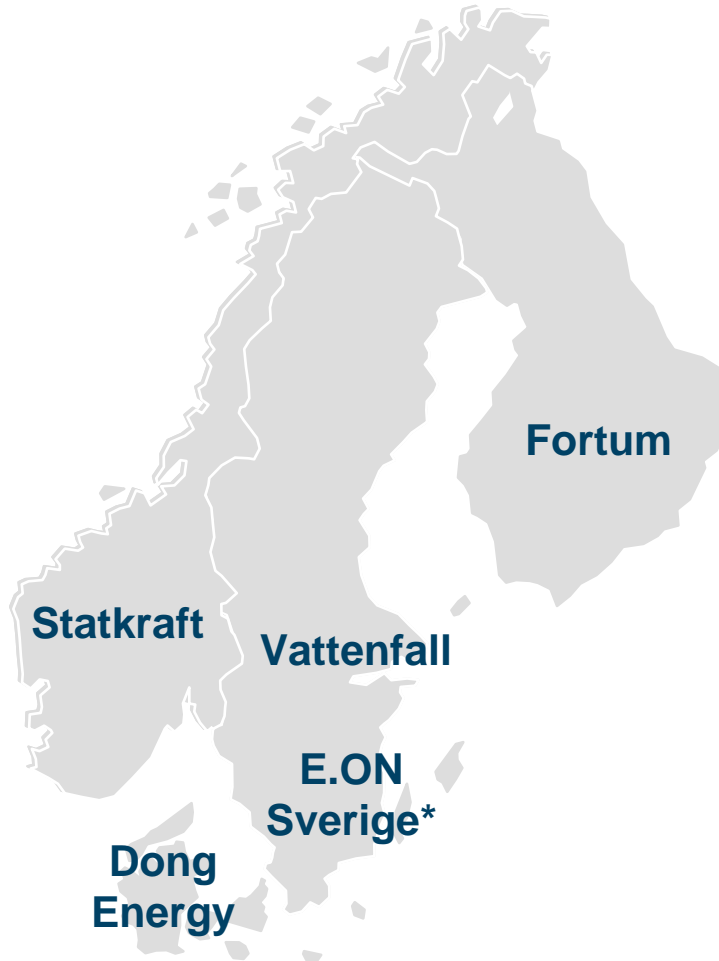 Fortum
Statkraft
Vattenfall
E.ON
Sverige*
Dong
Energy